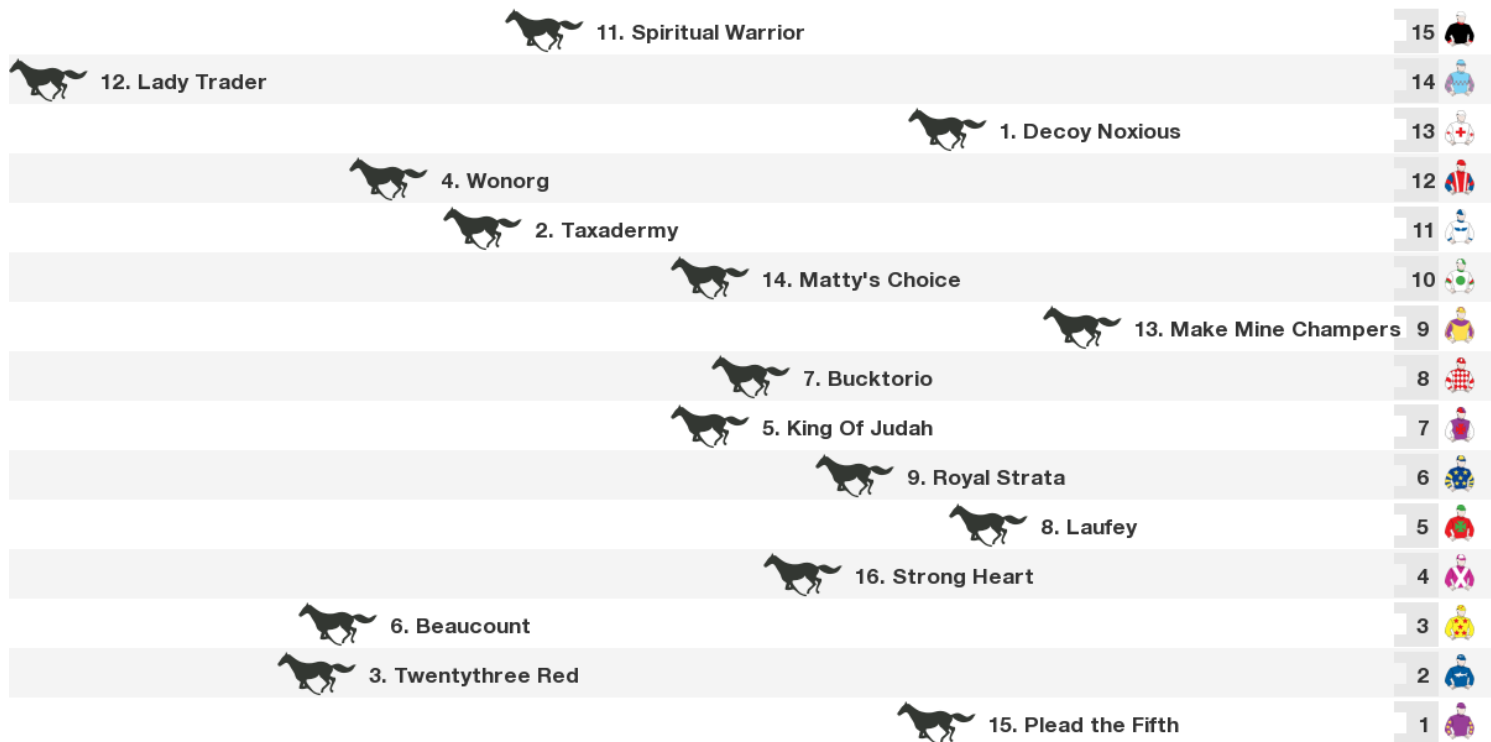 11. Spiritual Warrior 15
12. Lady Trader 14
1. Decoy Noxious 13
4. Wonorg 12
2. Taxadermy 11
14. Matty's Choice 10
13. Make Mine Champers 9
7. Bucktorio 8
5. King Of Judah 7
9. Royal Strata 6
8. Laufey 5
16. Strong Heart 4
6. Beaucount 3
3. Twentythree Red 2
15. Plead the Fifth 1